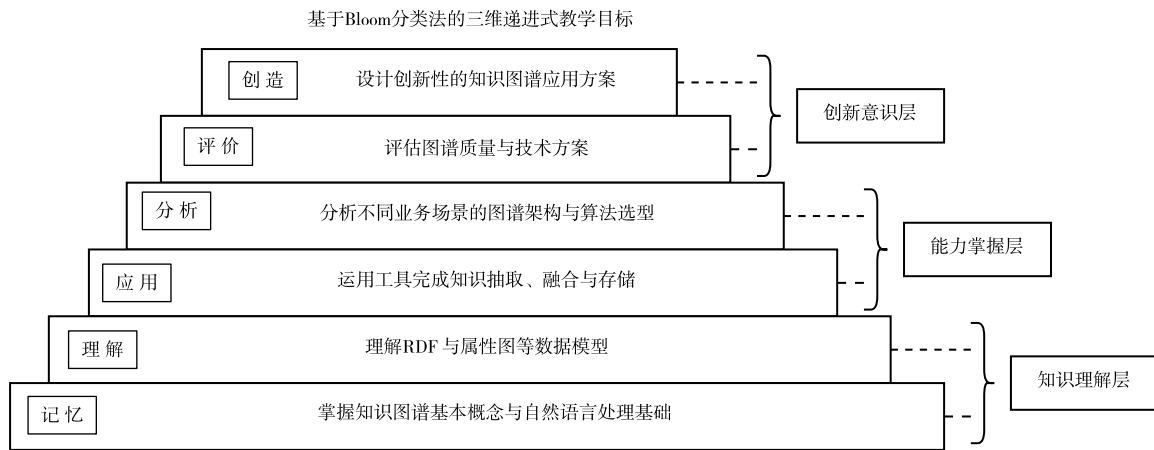 基于Bloom分类法的三维递进式教学目标
创造
设计创新性的知识图谱应用方案
评价
评估图谱质量与技术方案
创新意识层
分析
分析不同业务场景的图谱架构与算法选型
应用
运用工具完成知识抽取、融合与存储
能力掌握层
理解
理解RDF与属性图等数据模型
记忆
掌握知识图谱基本概念与自然语言处理基础
知识理解层